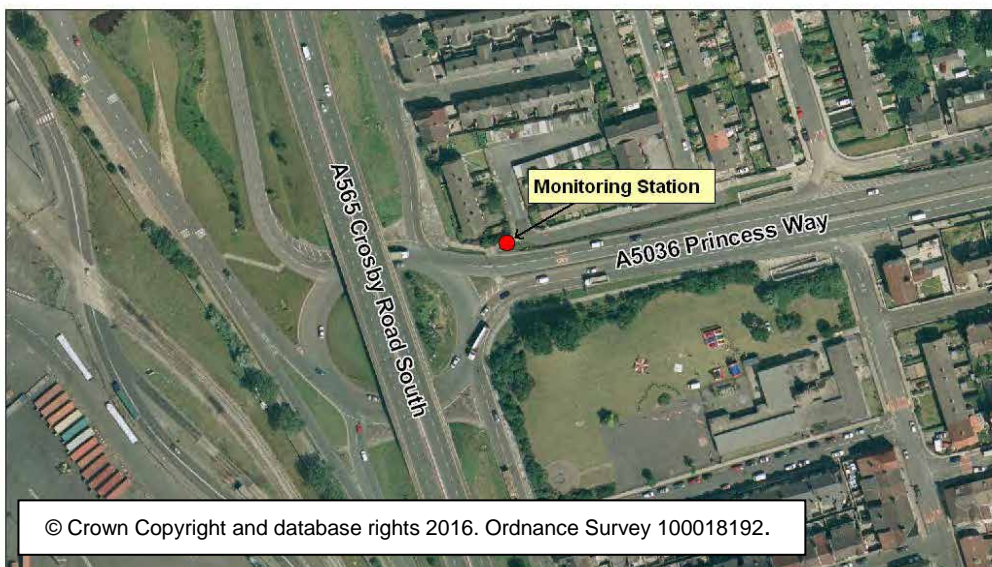 Monitoring Station
A5036 Princess Way
A565 Crosby Road South
© Crown Copyright and database rights 2016. Ordnance Survey 100018192.